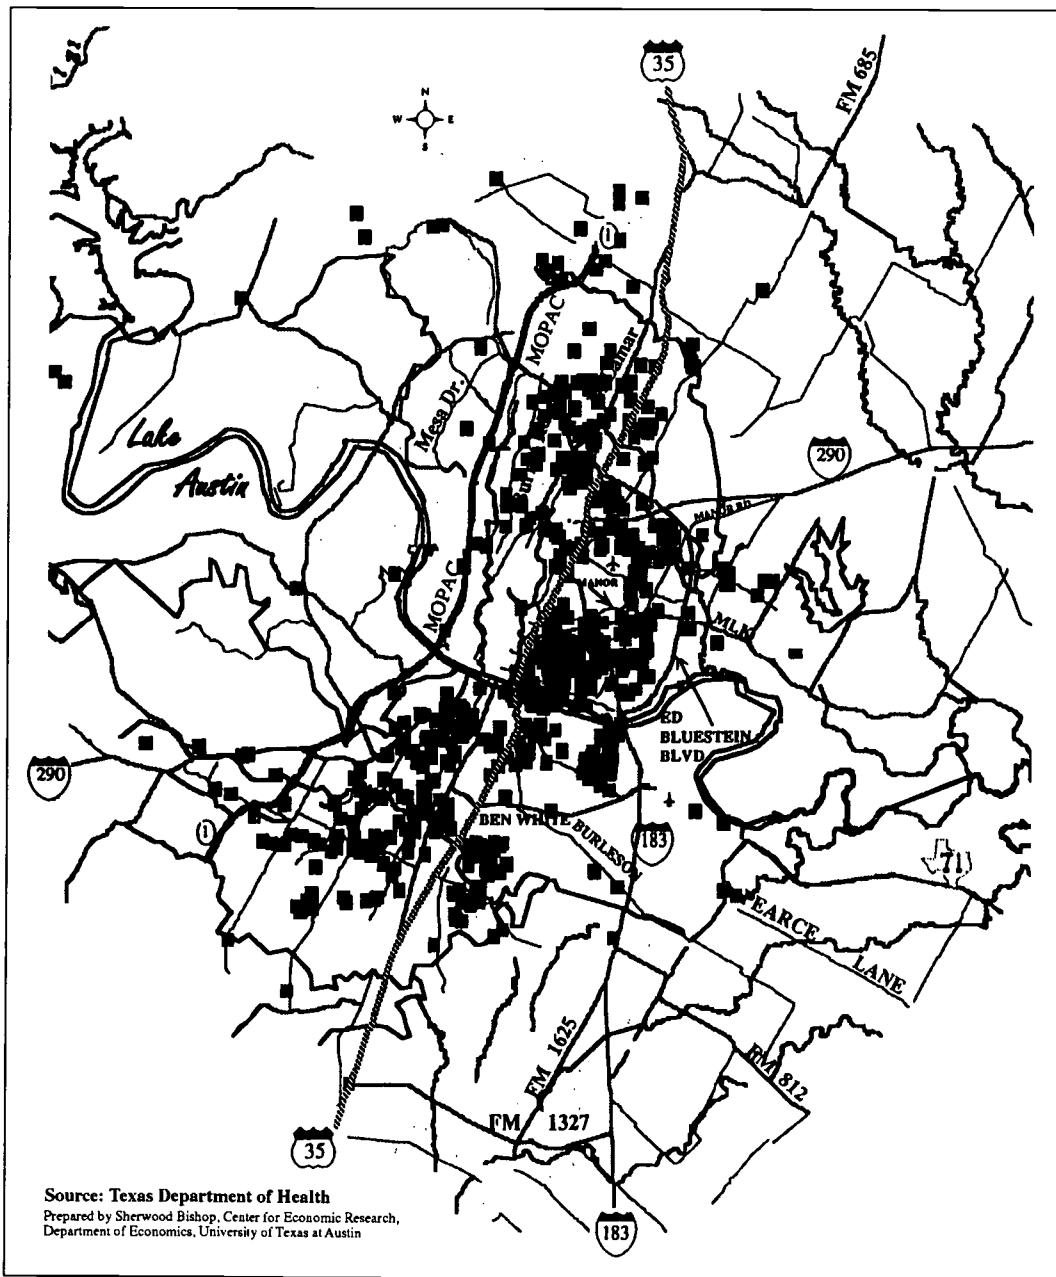 35
FM 685
N
W E
S
1
MOPAC
Lamar
Mesa Dr.
Lake
Austin
290
MANOR RD
MANOR
MOPAC
MLK
ED
BLUESTEIN
BLVD
290
1
BEN WHITE
BURLESON
183
71
PEARCE
LANE
FM 1625
FM 812
FM 1327
35
183
Source: Texas Department of Health
Prepared by Sherwood Bishop, Center for Economic Research,
Department of Economics, University of Texas at Austin